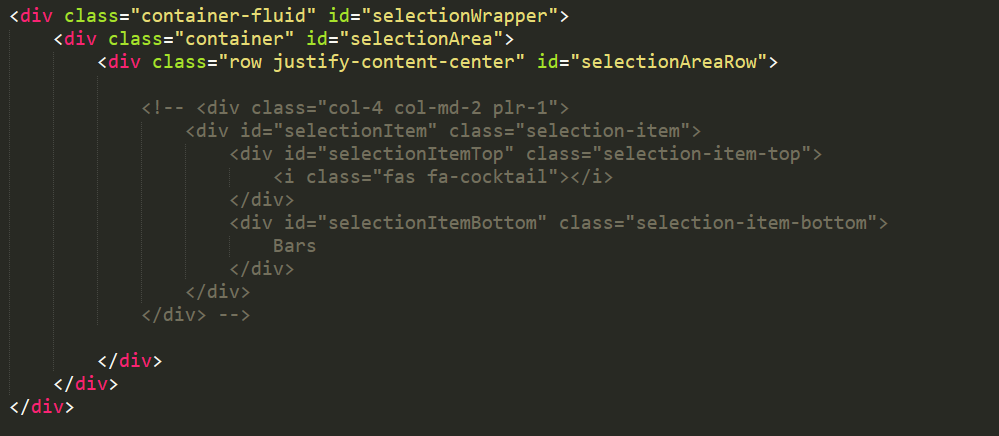 <div class="container-fluid" id="selectionWrapper">
    <div class="container" id="selectionArea">
        <div class="row justify-content-center" id="selectionAreaRow">
            <!-- <div class="col-4 col-md-2 plr-1">
                <div id="selectionItem" class="selection-item">
                    <div id="selectionItemTop" class="selection-item-top">
                        <i class="fas fa-cocktail"></i>
                    </div>
                    <div id="selectionItemBottom" class="selection-item-bottom">
                        Bars
                    </div>
                </div>
            </div> -->
        </div>
    </div>
</div>